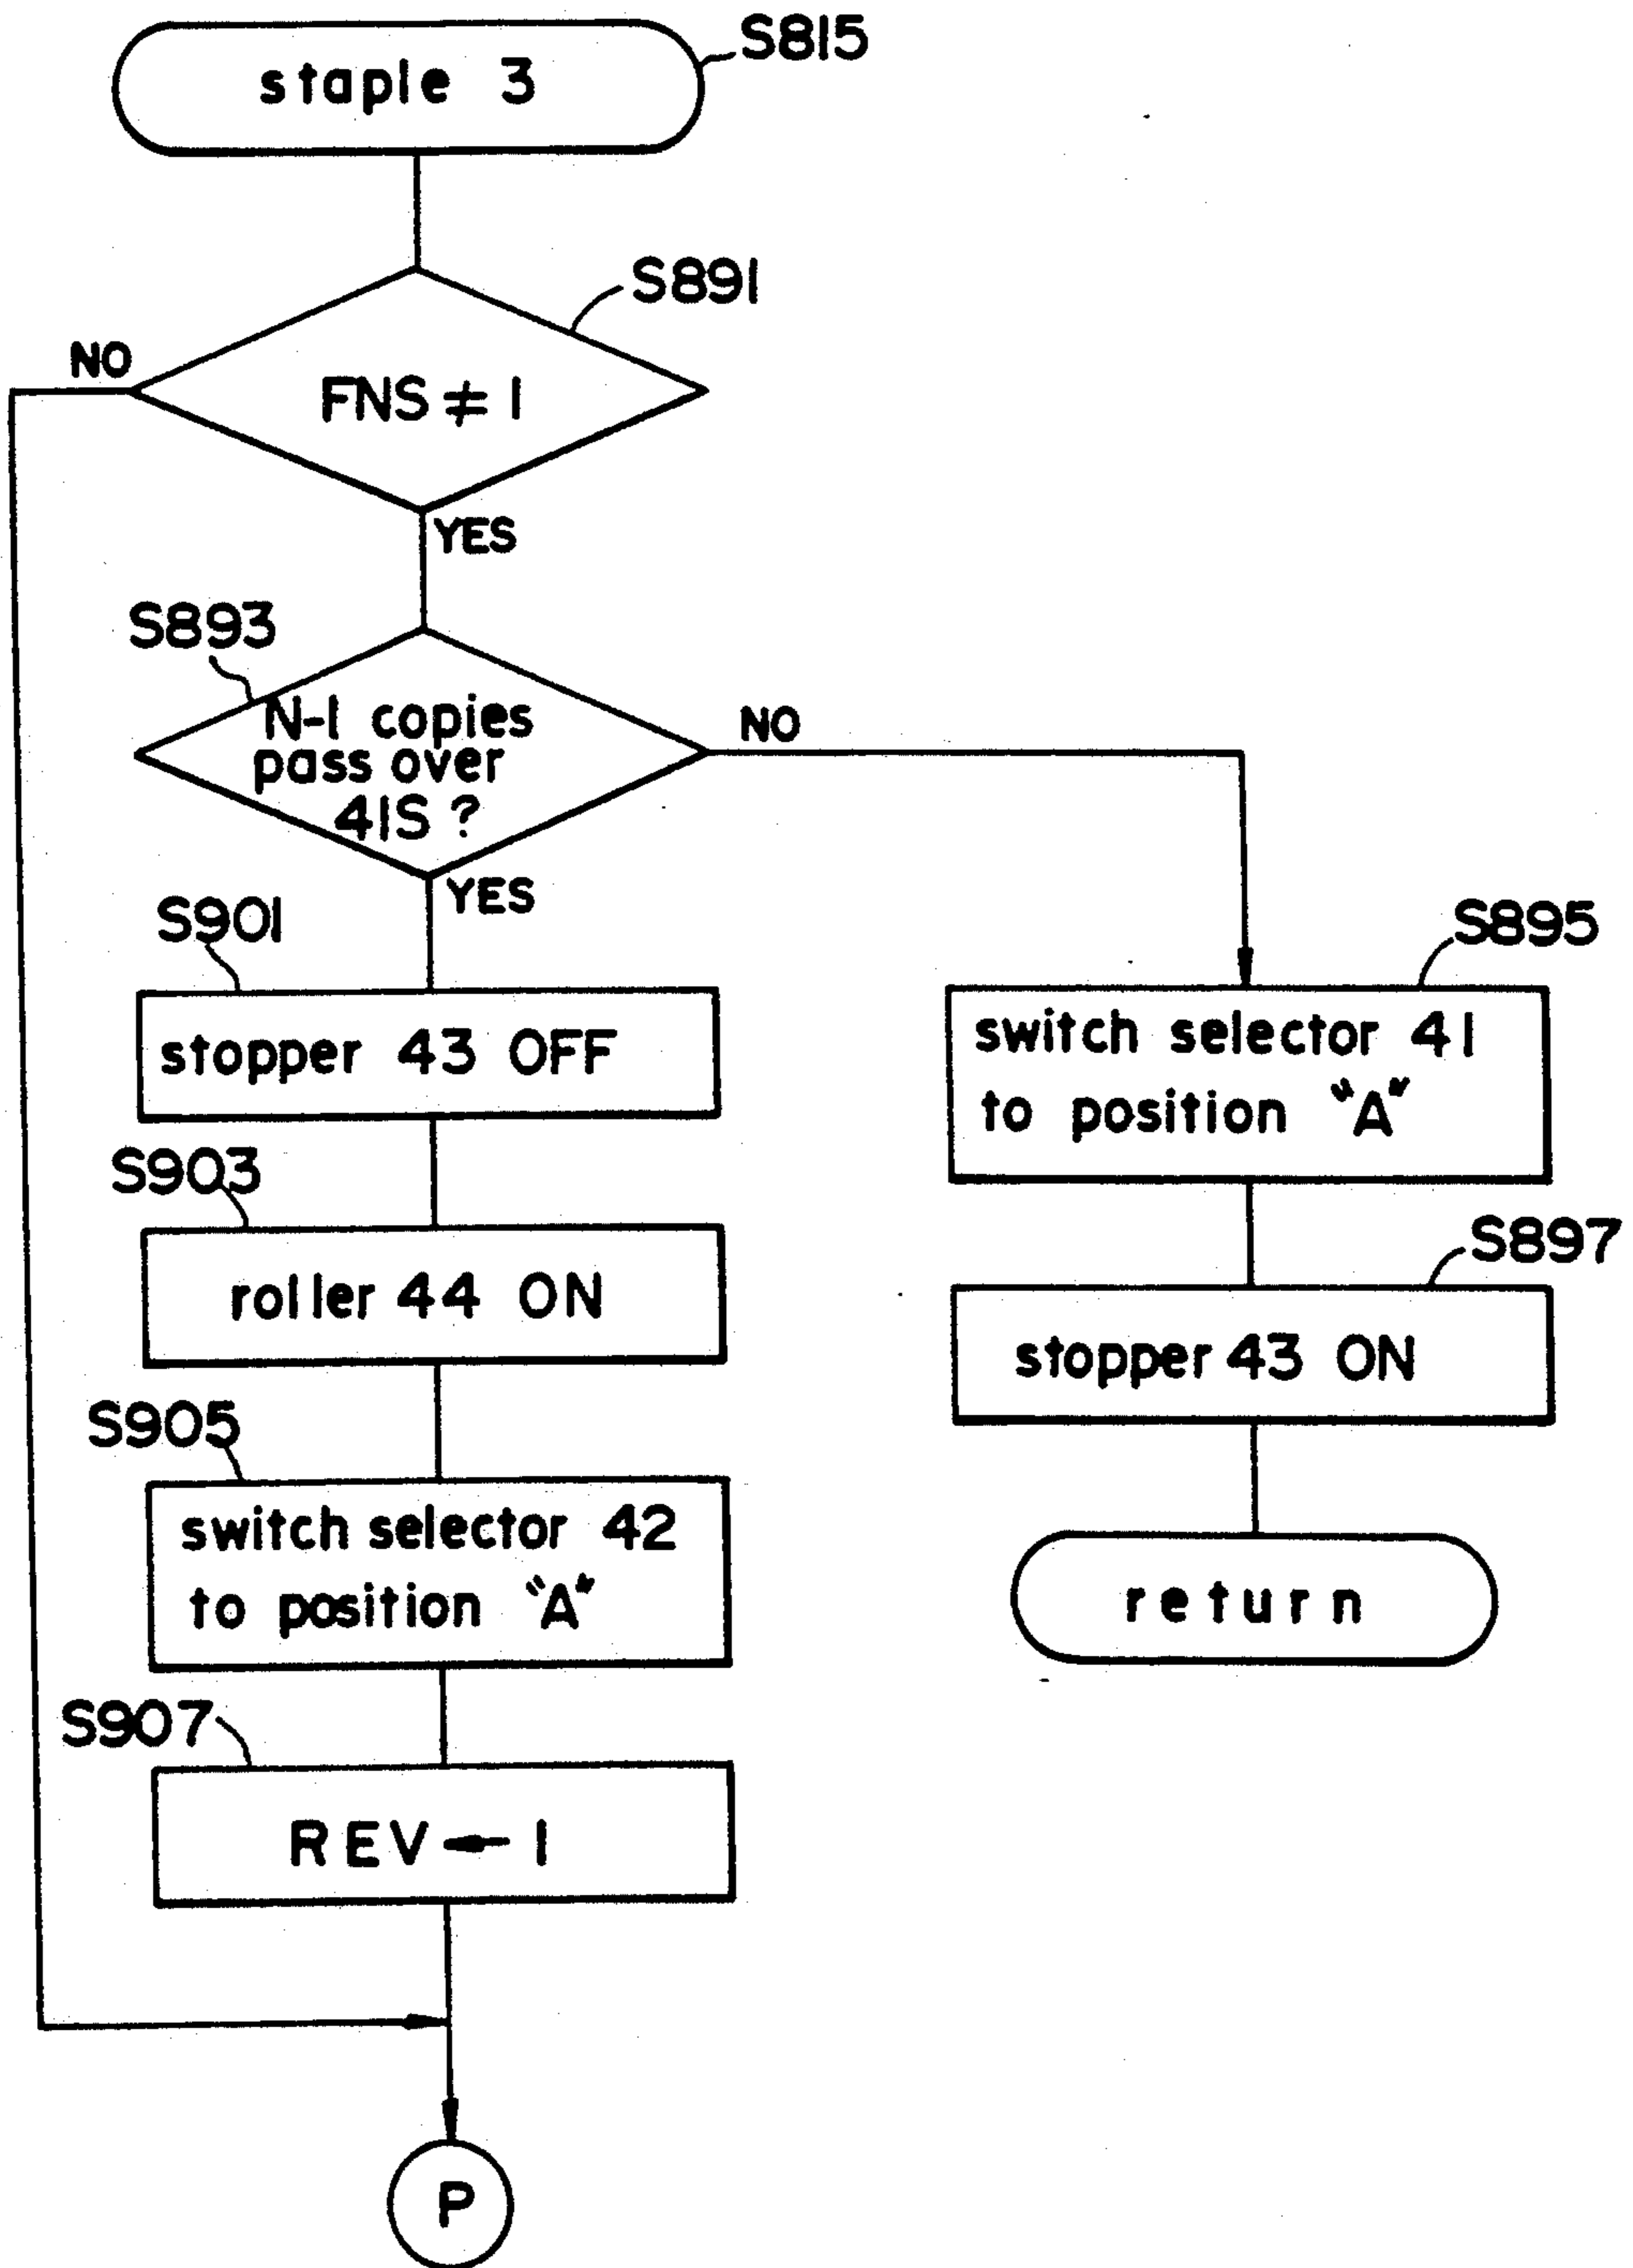 staple 3
S815
S891
NO
FNS ≠ 1
YES
S893
N-1 copies
pass over
41S ?
NO
YES
S901
stopper 43 OFF
S895
switch selector 41
to position "A"
S903
roller 44 ON
S897
stopper 43 ON
S905
switch selector 42
to position "A"
return
S907
REV ← 1
P